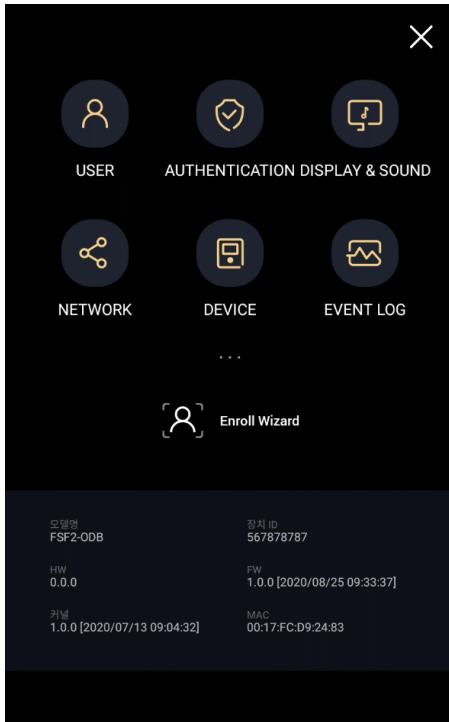 USER
AUTHENTICATION
DISPLAY & SOUND
NETWORK
DEVICE
EVENT LOG
...
Enroll Wizard
모델명
FSF2-ODB
장치 ID
567878787
HW
0.0.0
FW
1.0.0 [2020/08/25 09:33:37]
커널
1.0.0 [2020/07/13 09:04:32]
MAC
00:17:FC:D9:24:83